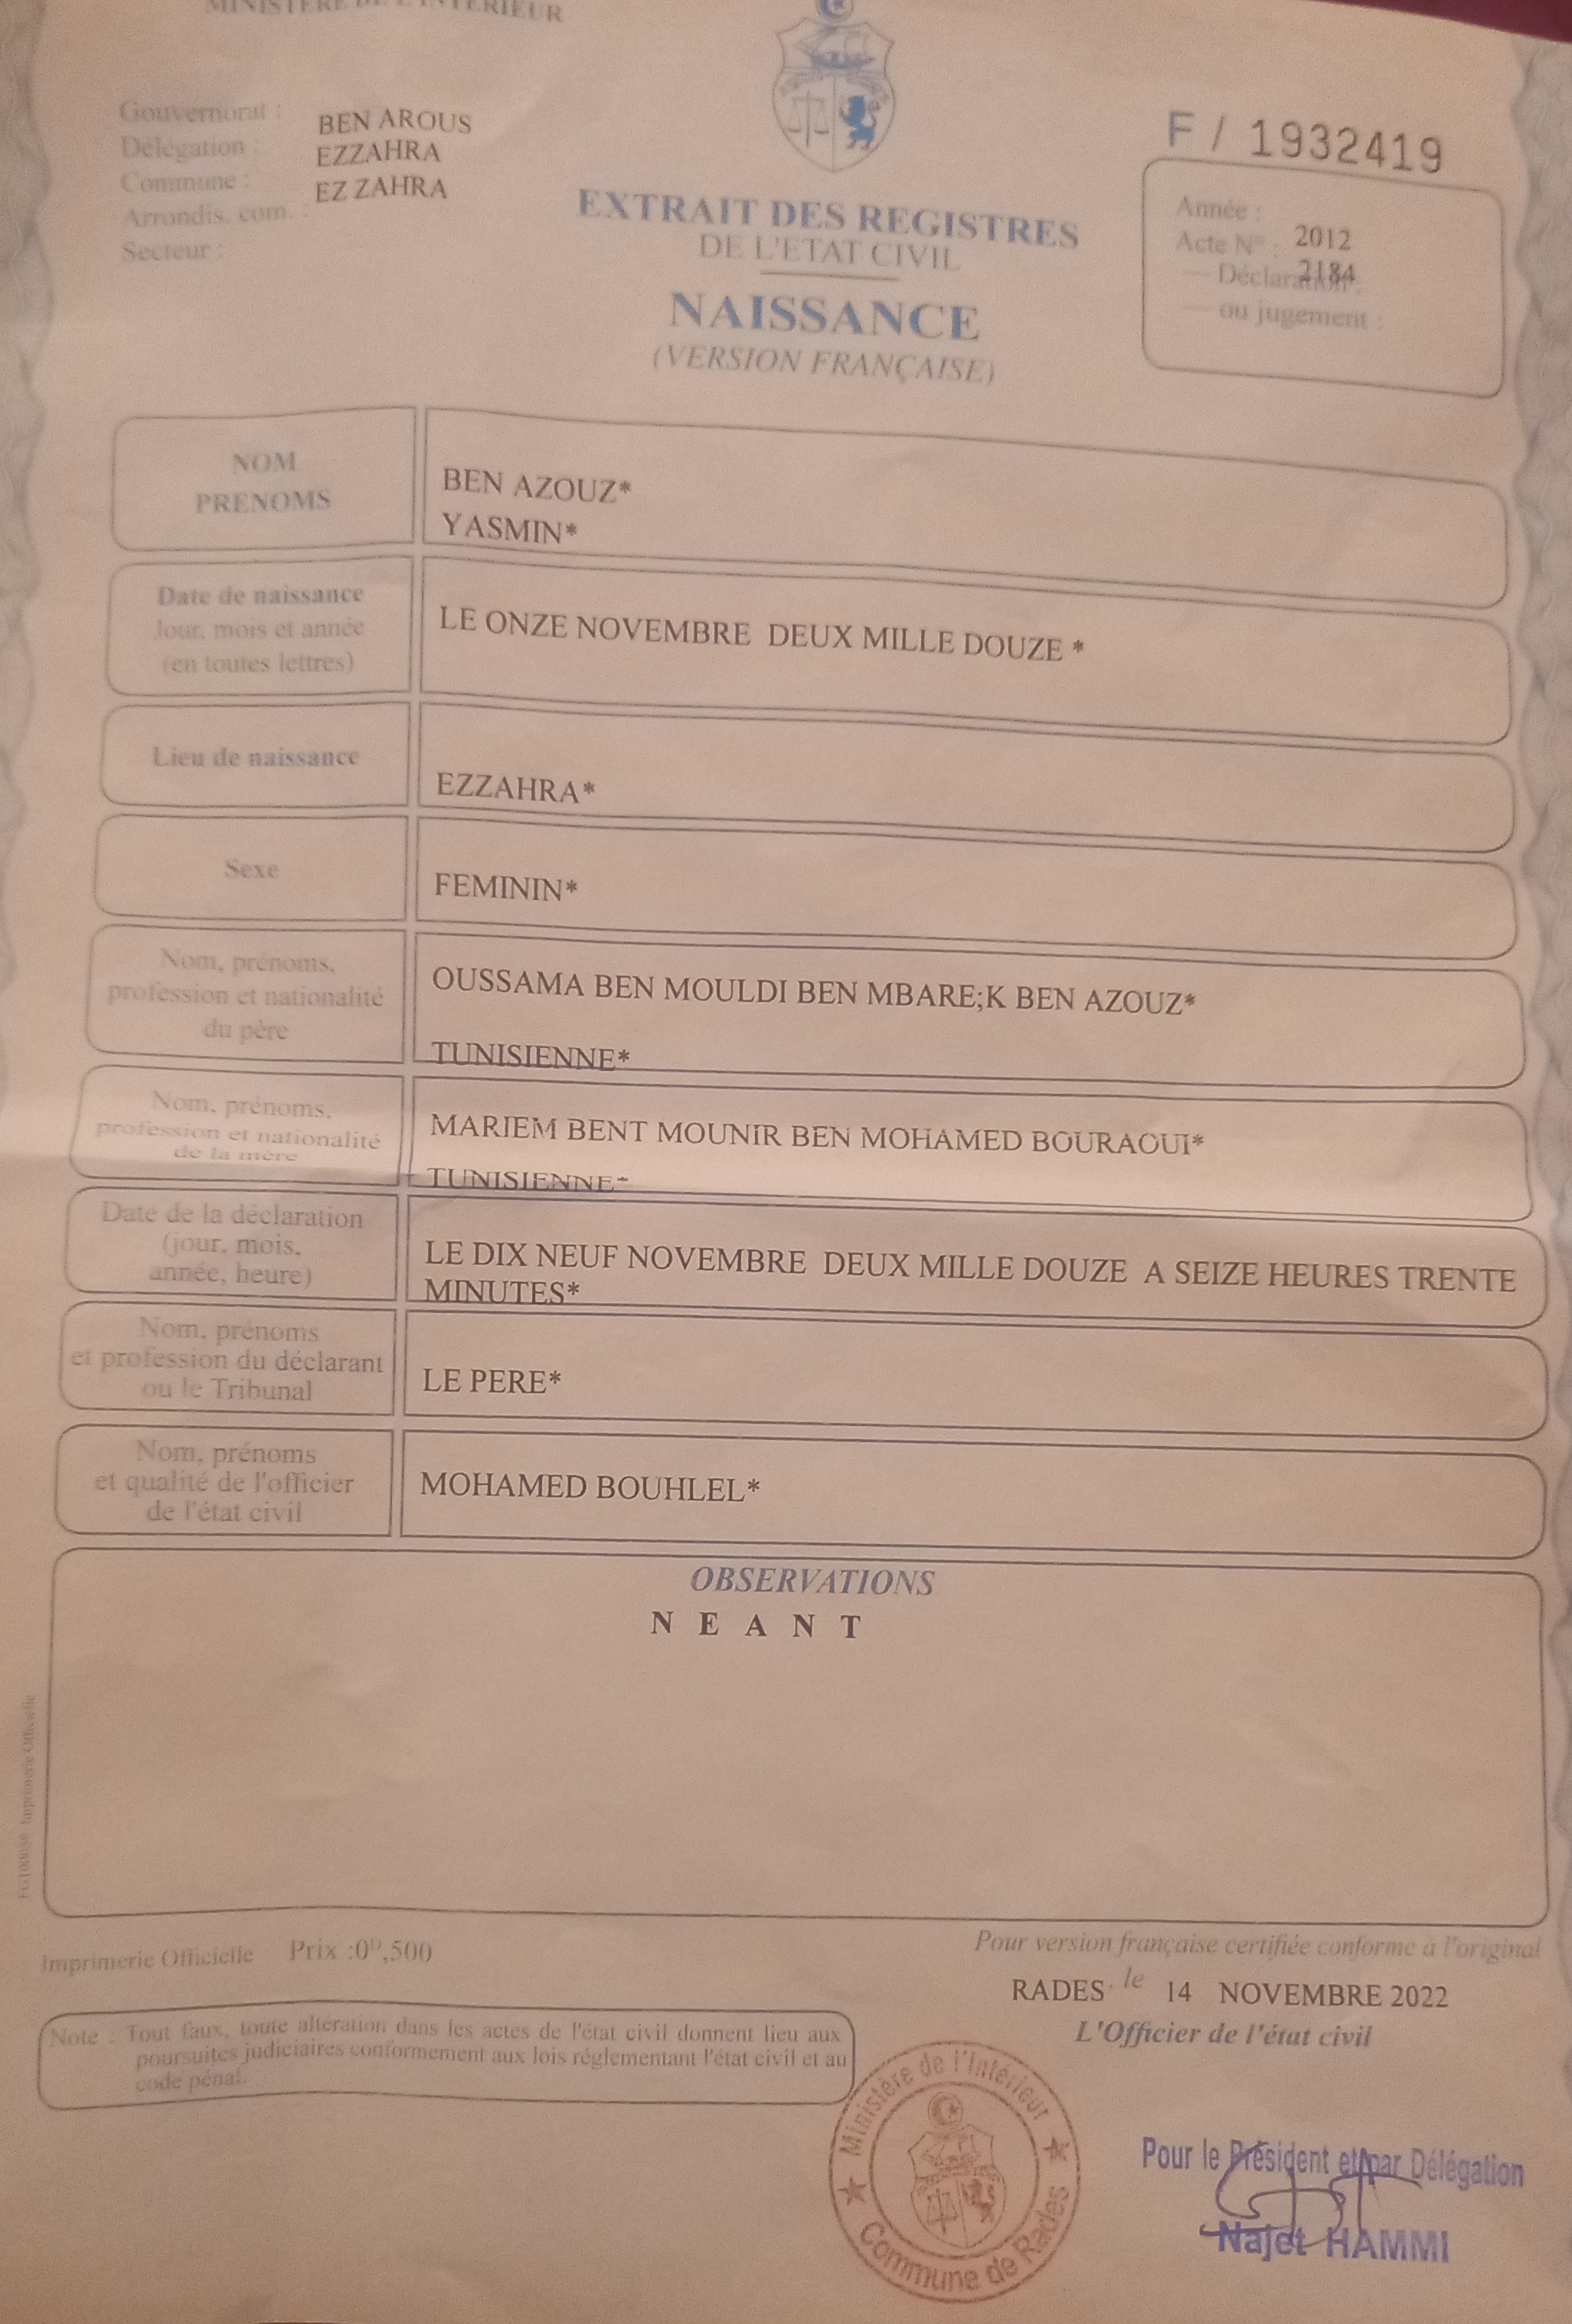 MINISTERE DE L'INTERIEUR
Gouvernorat : BEN AROUS
Délégation : EZZAHRA
Commune : EZ ZAHRA
Arrondis. com. :
Secteur :
EXTRAIT DES REGISTRES
DE L'ETAT CIVIL
NAISSANCE
(VERSION FRANÇAISE)
F / 1932419
Année : 2012
Acte N° : 2184
— Déclaration :
— ou jugement :
NOM
PRENOMS
BEN AZOUZ*
YASMIN*
Date de naissance
Jour, mois et année
(en toutes lettres)
LE ONZE NOVEMBRE DEUX MILLE DOUZE *
Lieu de naissance
EZZAHRA*
Sexe
FEMININ*
Nom, prénoms,
profession et nationalité
du père
OUSSAMA BEN MOULDI BEN MBARE;K BEN AZOUZ*
TUNISIENNE*
Nom, prénoms,
profession et nationalité
de la mère
MARIEM BENT MOUNIR BEN MOHAMED BOURAOUI*
TUNISIENNE*
Date de la déclaration
(jour, mois,
année, heure)
LE DIX NEUF NOVEMBRE DEUX MILLE DOUZE A SEIZE HEURES TRENTE
MINUTES*
Nom, prénoms
et profession du déclarant
ou le Tribunal
LE PERE*
Nom, prénoms
et qualité de l'officier
de l'état civil
MOHAMED BOUHLEL*
OBSERVATIONS
N E A N T
Imprimerie Officielle
Imprimerie Officielle Prix :0ᴰ,500
Pour version française certifiée conforme à l'original
RADES le 14 NOVEMBRE 2022
L'Officier de l'état civil
Note : Tout faux, toute altération dans les actes de l'état civil donnent lieu aux
poursuites judiciaires conformement aux lois réglementant l'état civil et au
code pénal.
Ministère de l'Intérieur
Commune de Rades
Pour le Président et par Délégation
Najet HAMMI